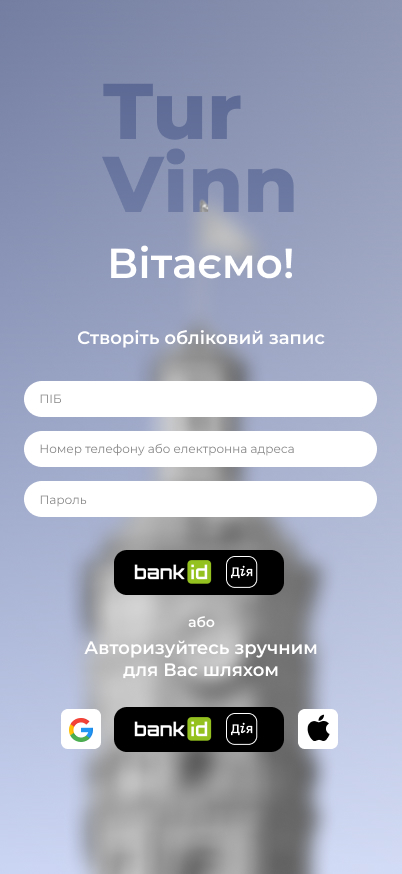 Tur
Vinn
Вітаємо!
Створіть обліковий запис
ПІБ
Номер телефону або електронна адреса
Пароль
bank id Дія
або
Авторизуйтесь зручним
для Вас шляхом
G bank id Дія